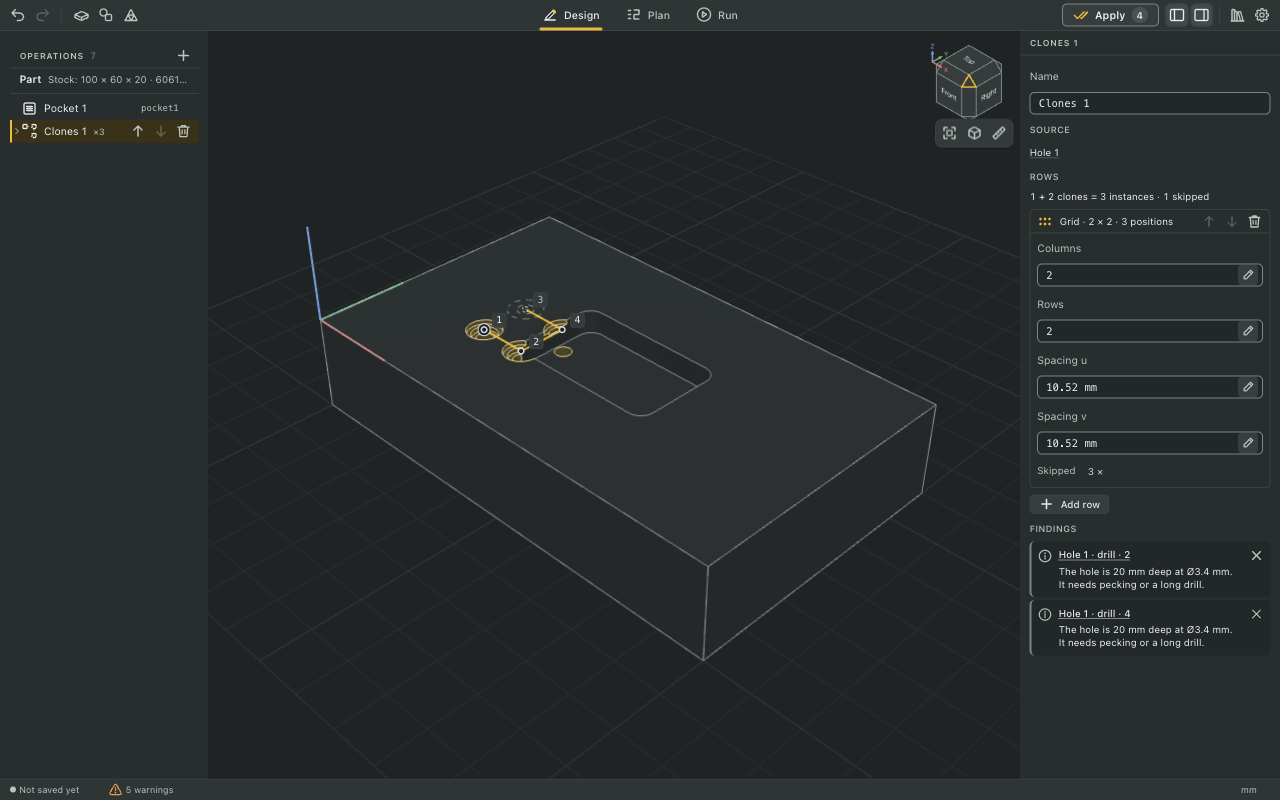 Design
Plan
Run
Apply 4
OPERATIONS 7
Part Stock: 100 × 60 × 20 · 6061...
Pocket 1 pocket1
Clones 1 ×3
Z
Y
X
Top
Front
Right
1
2
3
4
CLONES 1
Name
Clones 1
SOURCE
Hole 1
ROWS
1 + 2 clones = 3 instances · 1 skipped
Grid · 2 × 2 · 3 positions
Columns
2
Rows
2
Spacing u
10.52 mm
Spacing v
10.52 mm
Skipped 3 ×
Add row
FINDINGS
Hole 1 · drill · 2
The hole is 20 mm deep at Ø3.4 mm.
It needs pecking or a long drill.
Hole 1 · drill · 4
The hole is 20 mm deep at Ø3.4 mm.
It needs pecking or a long drill.
Not saved yet
5 warnings
mm